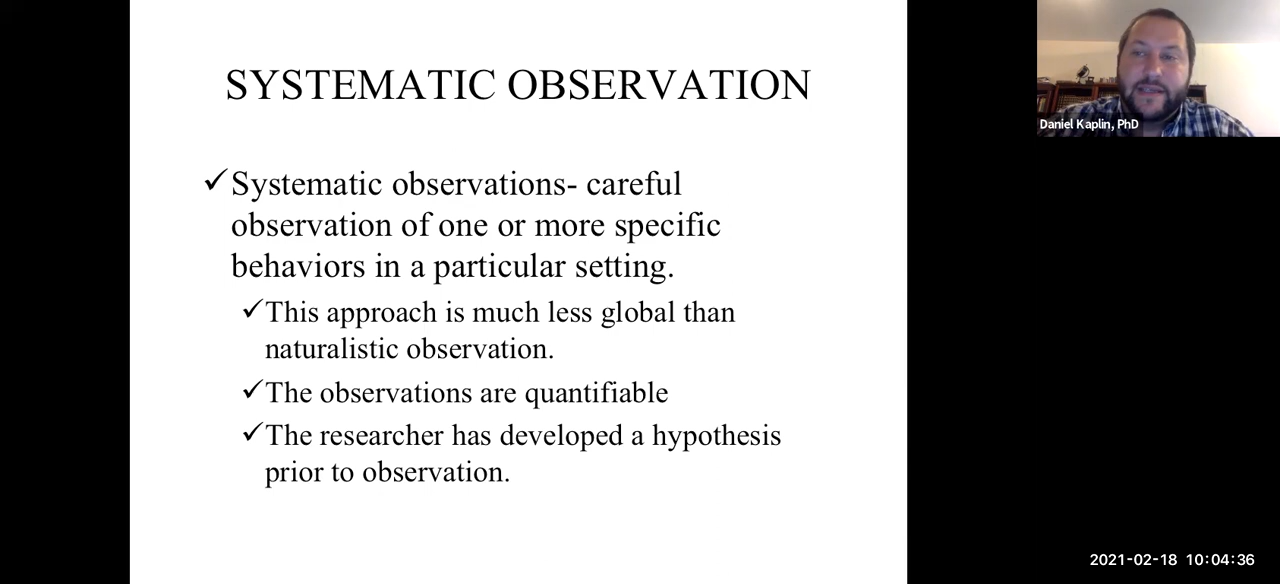 SYSTEMATIC OBSERVATION
✓Systematic observations- careful
observation of one or more specific
behaviors in a particular setting.
✓This approach is much less global than
naturalistic observation.
✓The observations are quantifiable
✓The researcher has developed a hypothesis
prior to observation.
Daniel Kaplin, PhD
2021-02-18 10:04:36